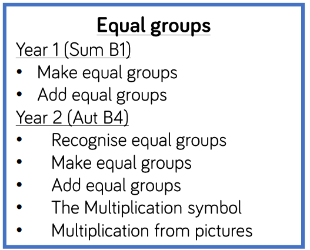 Equal groups
Year 1 (Sum B1)
• Make equal groups
• Add equal groups
Year 2 (Aut B4)
• Recognise equal groups
• Make equal groups
• Add equal groups
• The Multiplication symbol
• Multiplication from pictures